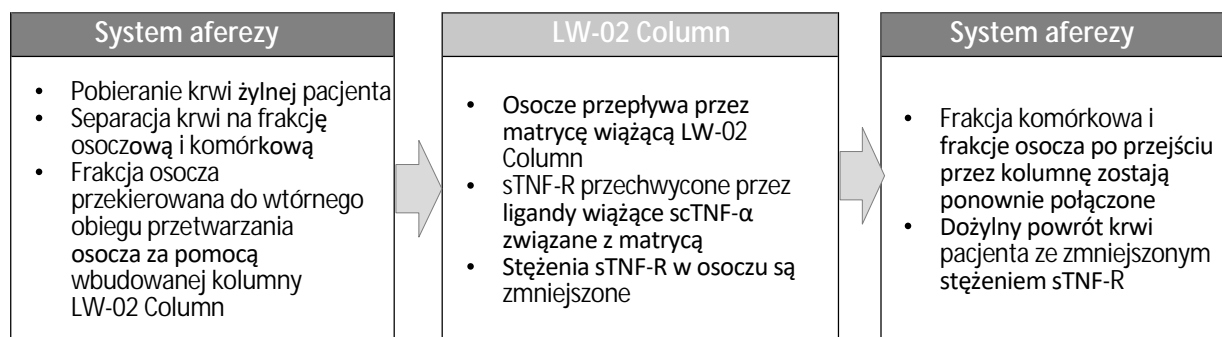 System aferezy
• Pobieranie krwi żylnej pacjenta
• Separacja krwi na frakcję
osoczową i komórkową
• Frakcja osocza
przekierowana do wtórnego
obiegu przetwarzania
osocza za pomocą
wbudowanej kolumny
LW-02 Column
LW-02 Column
• Osocze przepływa przez
matrycę wiążącą LW-02
Column
• sTNF-R przechwycone przez
ligandy wiążące scTNF-α
związane z matrycą
• Stężenia sTNF-R w osoczu są
zmniejszone
System aferezy
• Frakcja komórkowa i
frakcje osocza po przejściu
przez kolumnę zostają
ponownie połączone
• Dożylny powrót krwi
pacjenta ze zmniejszonym
stężeniem sTNF-R